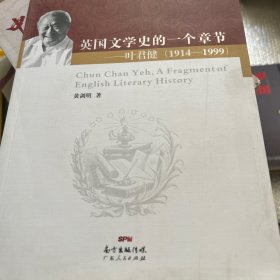 英国文学史的一个章节
——叶君健（1914—1999）
Chun Chan Yeh, A Fragment of
English Literary History
黄剑明 著
SPM
南方出版传媒
广东人民出版社